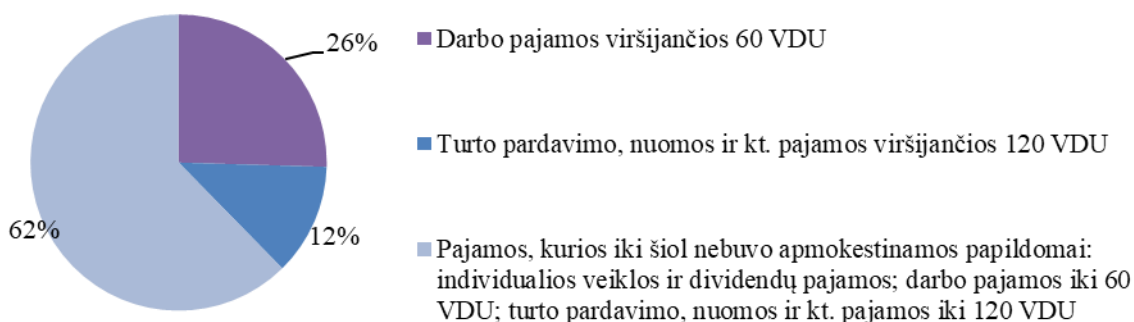 26%
Darbo pajamos viršijančios 60 VDU
Turto pardavimo, nuomos ir kt. pajamos viršijančios 120 VDU
62%
12%
Pajamos, kurios iki šiol nebuvo apmokestinamos papildomai:
individualios veiklos ir dividendų pajamos; darbo pajamos iki 60
VDU; turto pardavimo, nuomos ir kt. pajamos iki 120 VDU